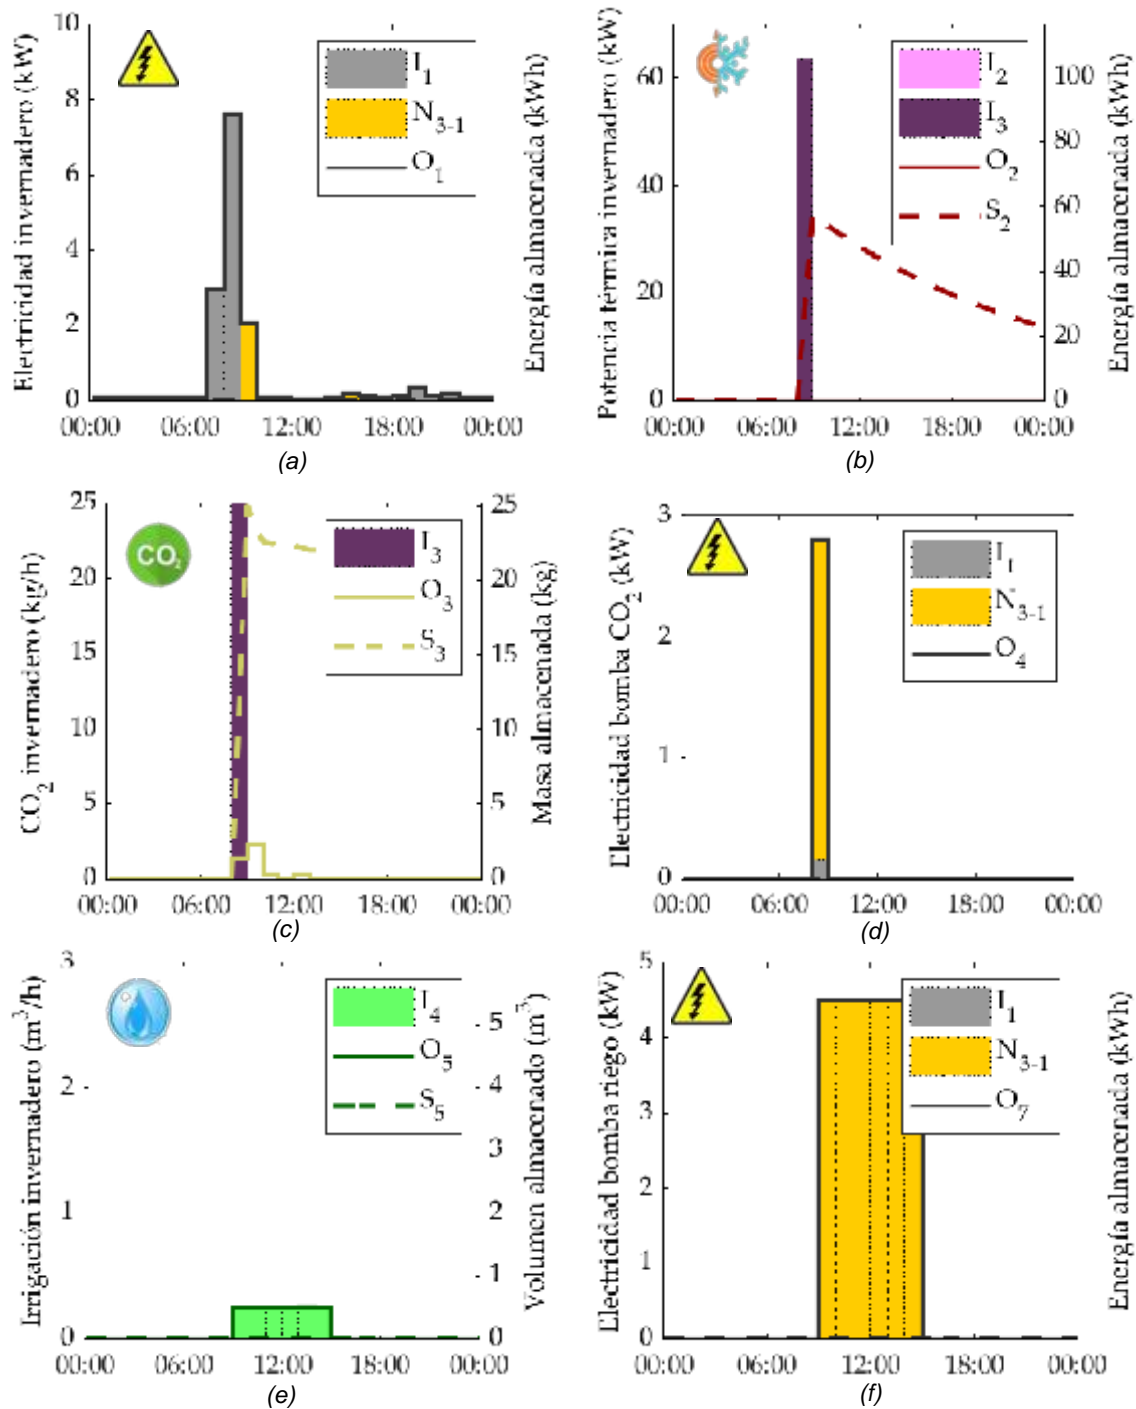 Electricidad invernadero (kW)
10
8
6
4
2
0
I1
N3-1
O1
Energía almacenada (kWh)
00:00 06:00 12:00 18:00 00:00
(a)
Potencia térmica invernadero (kW)
60
40
20
0
I2
I3
O2
S2
100
80
60
40
20
0
Energía almacenada (kWh)
00:00 06:00 12:00 18:00 00:00
(b)
CO2 invernadero (kg/h)
25
20
15
10
5
0
CO2
I3
O3
S3
25
20
15
10
5
0
Masa almacenada (kg)
00:00 06:00 12:00 18:00 00:00
(c)
Electricidad bomba CO2 (kW)
3
2
1
0
I1
N3-1
O4
00:00 06:00 12:00 18:00 00:00
(d)
Irrigación invernadero (m3/h)
3
2
1
0
I4
O5
S5
5
4
3
2
1
0
Volumen almacenado (m3)
00:00 06:00 12:00 18:00 00:00
(e)
Electricidad bomba riego (kW)
5
4
3
2
1
0
I1
N3-1
O7
Energía almacenada (kWh)
00:00 06:00 12:00 18:00 00:00
(f)